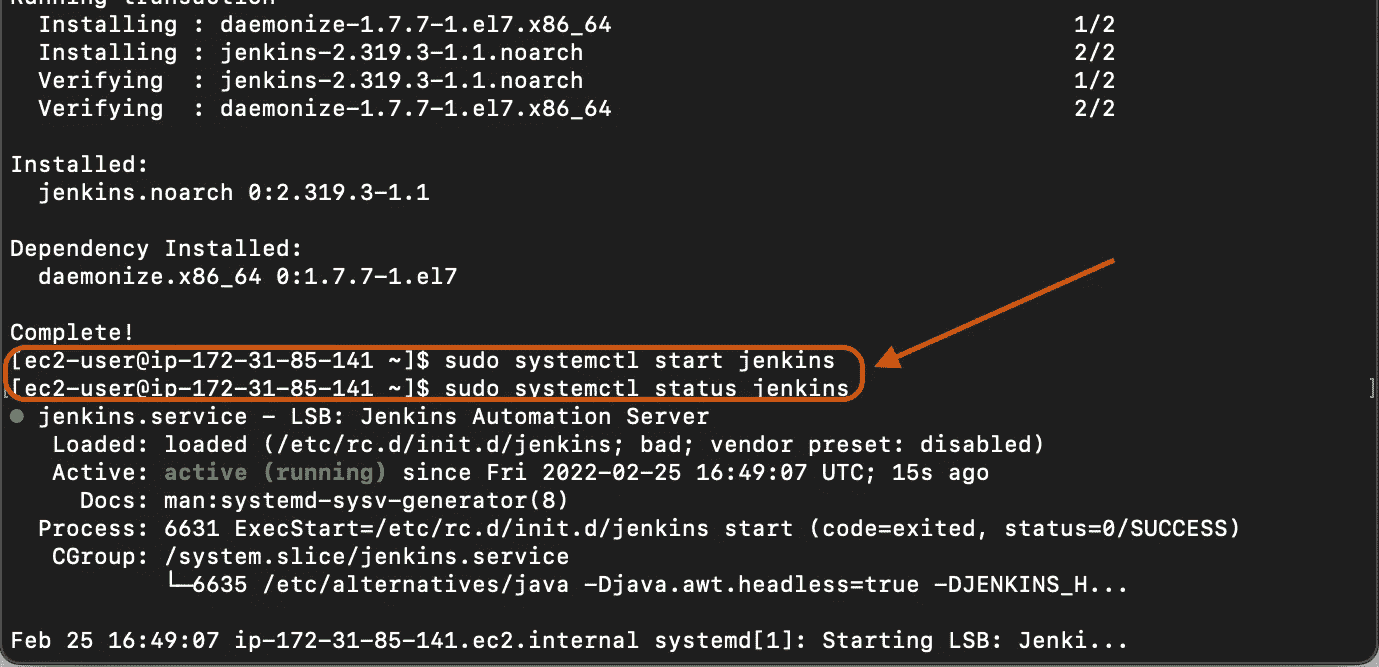 Running transaction
Installing : daemonize-1.7.7-1.el7.x86_64 1/2
Installing : jenkins-2.319.3-1.1.noarch 2/2
Verifying : jenkins-2.319.3-1.1.noarch 1/2
Verifying : daemonize-1.7.7-1.el7.x86_64 2/2
Installed:
jenkins.noarch 0:2.319.3-1.1
Dependency Installed:
daemonize.x86_64 0:1.7.7-1.el7
Complete!
[ec2-user@ip-172-31-85-141 ~]$ sudo systemctl start jenkins
[ec2-user@ip-172-31-85-141 ~]$ sudo systemctl status jenkins ]
● jenkins.service - LSB: Jenkins Automation Server
Loaded: loaded (/etc/rc.d/init.d/jenkins; bad; vendor preset: disabled)
Active: active (running) since Fri 2022-02-25 16:49:07 UTC; 15s ago
Docs: man:systemd-sysv-generator(8)
Process: 6631 ExecStart=/etc/rc.d/init.d/jenkins start (code=exited, status=0/SUCCESS)
CGroup: /system.slice/jenkins.service
└─6635 /etc/alternatives/java -Djava.awt.headless=true -DJENKINS_H...
Feb 25 16:49:07 ip-172-31-85-141.ec2.internal systemd[1]: Starting LSB: Jenki...